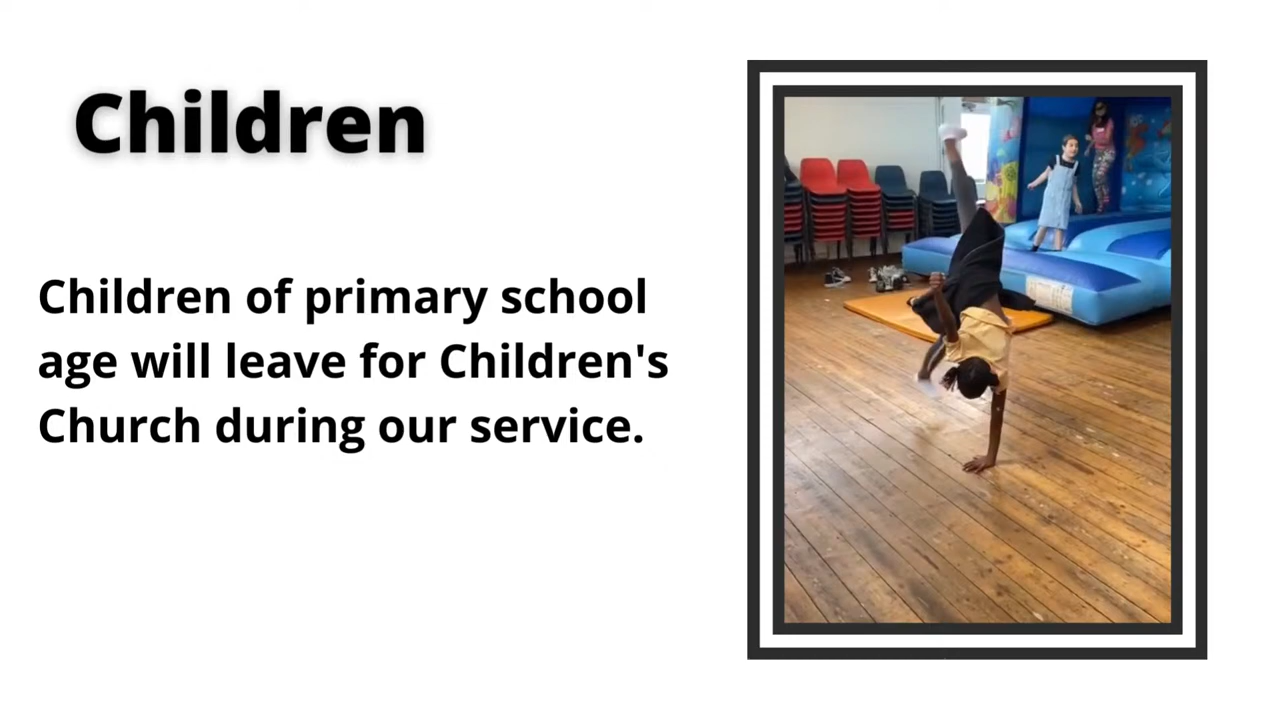 Children
Children of primary school
age will leave for Children's
Church during our service.